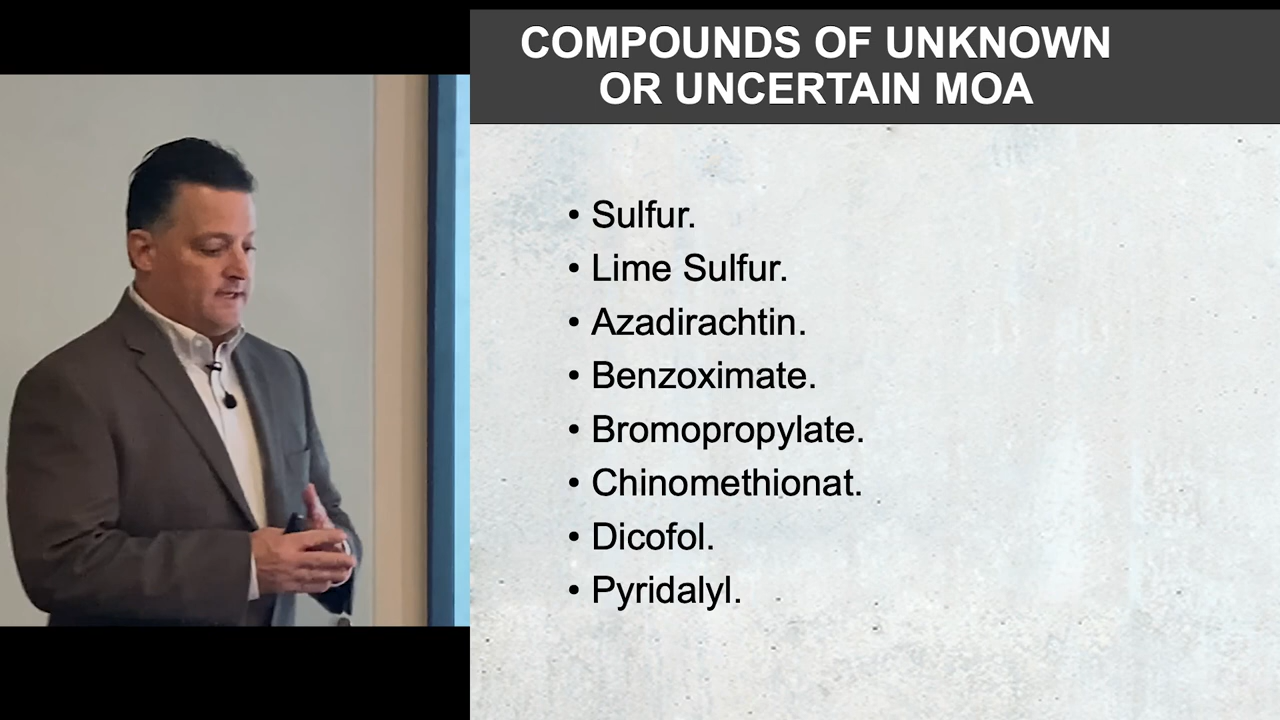 COMPOUNDS OF UNKNOWN
OR UNCERTAIN MOA
• Sulfur.
• Lime Sulfur.
• Azadirachtin.
• Benzoximate.
• Bromopropylate.
• Chinomethionat.
• Dicofol.
• Pyridalyl.